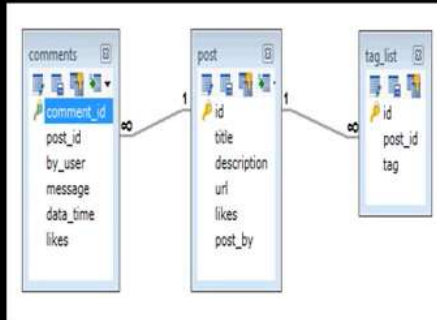 comments
comment_id
post_id
by_user
message
data_time
likes
∞
1
post
id
title
description
url
likes
post_by
1
∞
tag_list
id
post_id
tag